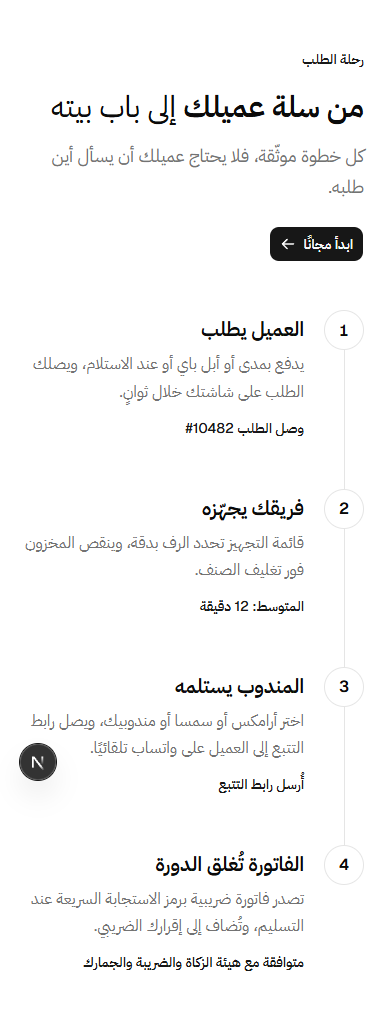 رحلة الطلب
من سلة عميلك إلى باب بيته
كل خطوة موثّقة، فلا يحتاج عميلك أن يسأل أين
طلبه.
ابدأ مجانًا ←
1
العميل يطلب
يدفع بمدى أو أبل باي أو عند الاستلام، ويصلك
الطلب على شاشتك خلال ثوانٍ.
وصل الطلب 10482#
2
فريقك يجهّزه
قائمة التجهيز تحدد الرف بدقة، وينقص المخزون
فور تغليف الصنف.
المتوسط: 12 دقيقة
3
المندوب يستلمه
اختر أرامكس أو سمسا أو مندوبيك، ويصل رابط
التتبع إلى العميل على واتساب تلقائيًا.
أُرسل رابط التتبع
N
4
الفاتورة تُغلق الدورة
تصدر فاتورة ضريبية برمز الاستجابة السريعة عند
التسليم، وتُضاف إلى إقرارك الضريبي.
متوافقة مع هيئة الزكاة والضريبة والجمارك